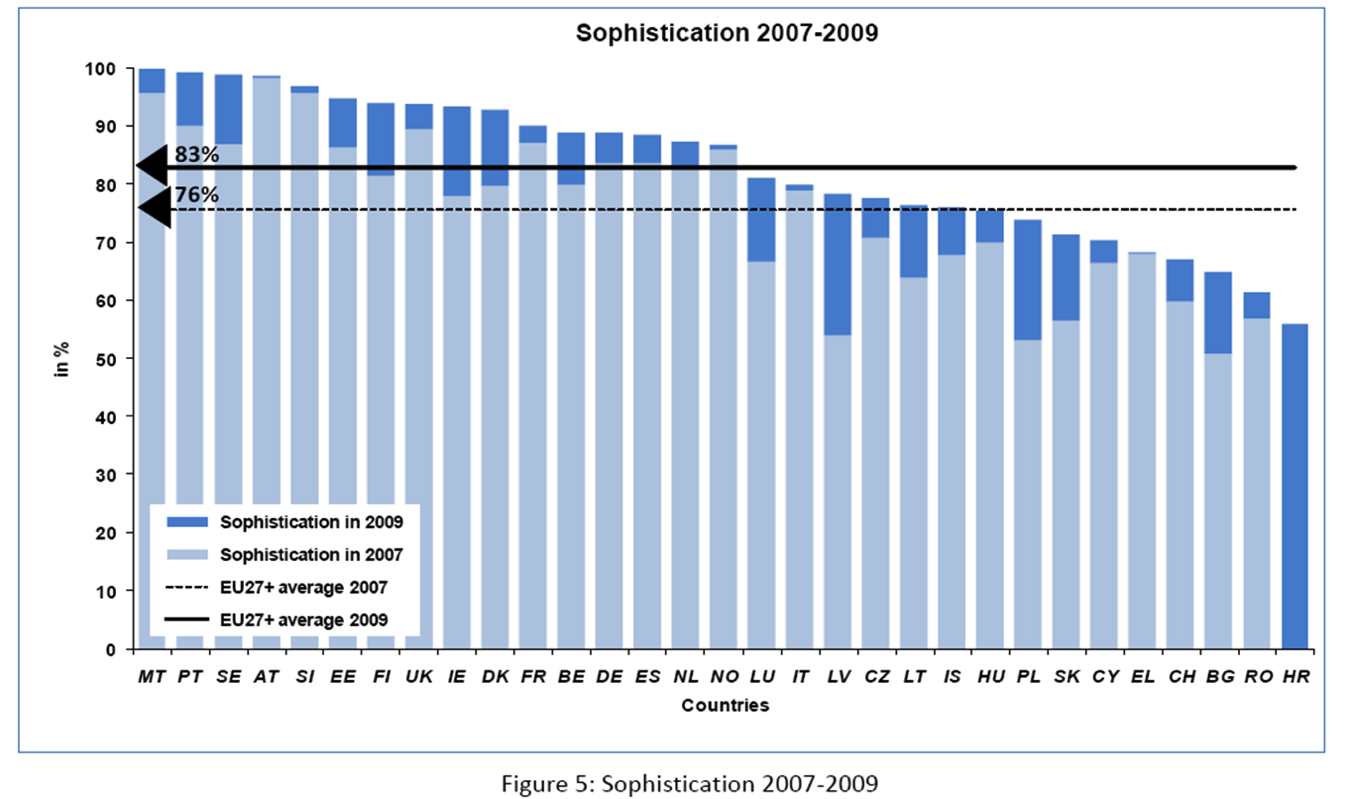 Sophistication 2007-2009
100
90
83%
80
76%
70
60
50
in %
40
30
20
10
0
Sophistication in 2009
Sophistication in 2007
EU27+ average 2007
EU27+ average 2009
MT PT SE AT SI EE FI UK IE DK FR BE DE ES NL NO LU IT LV CZ LT IS HU PL SK CY EL CH BG RO HR
Countries
Figure 5: Sophistication 2007-2009